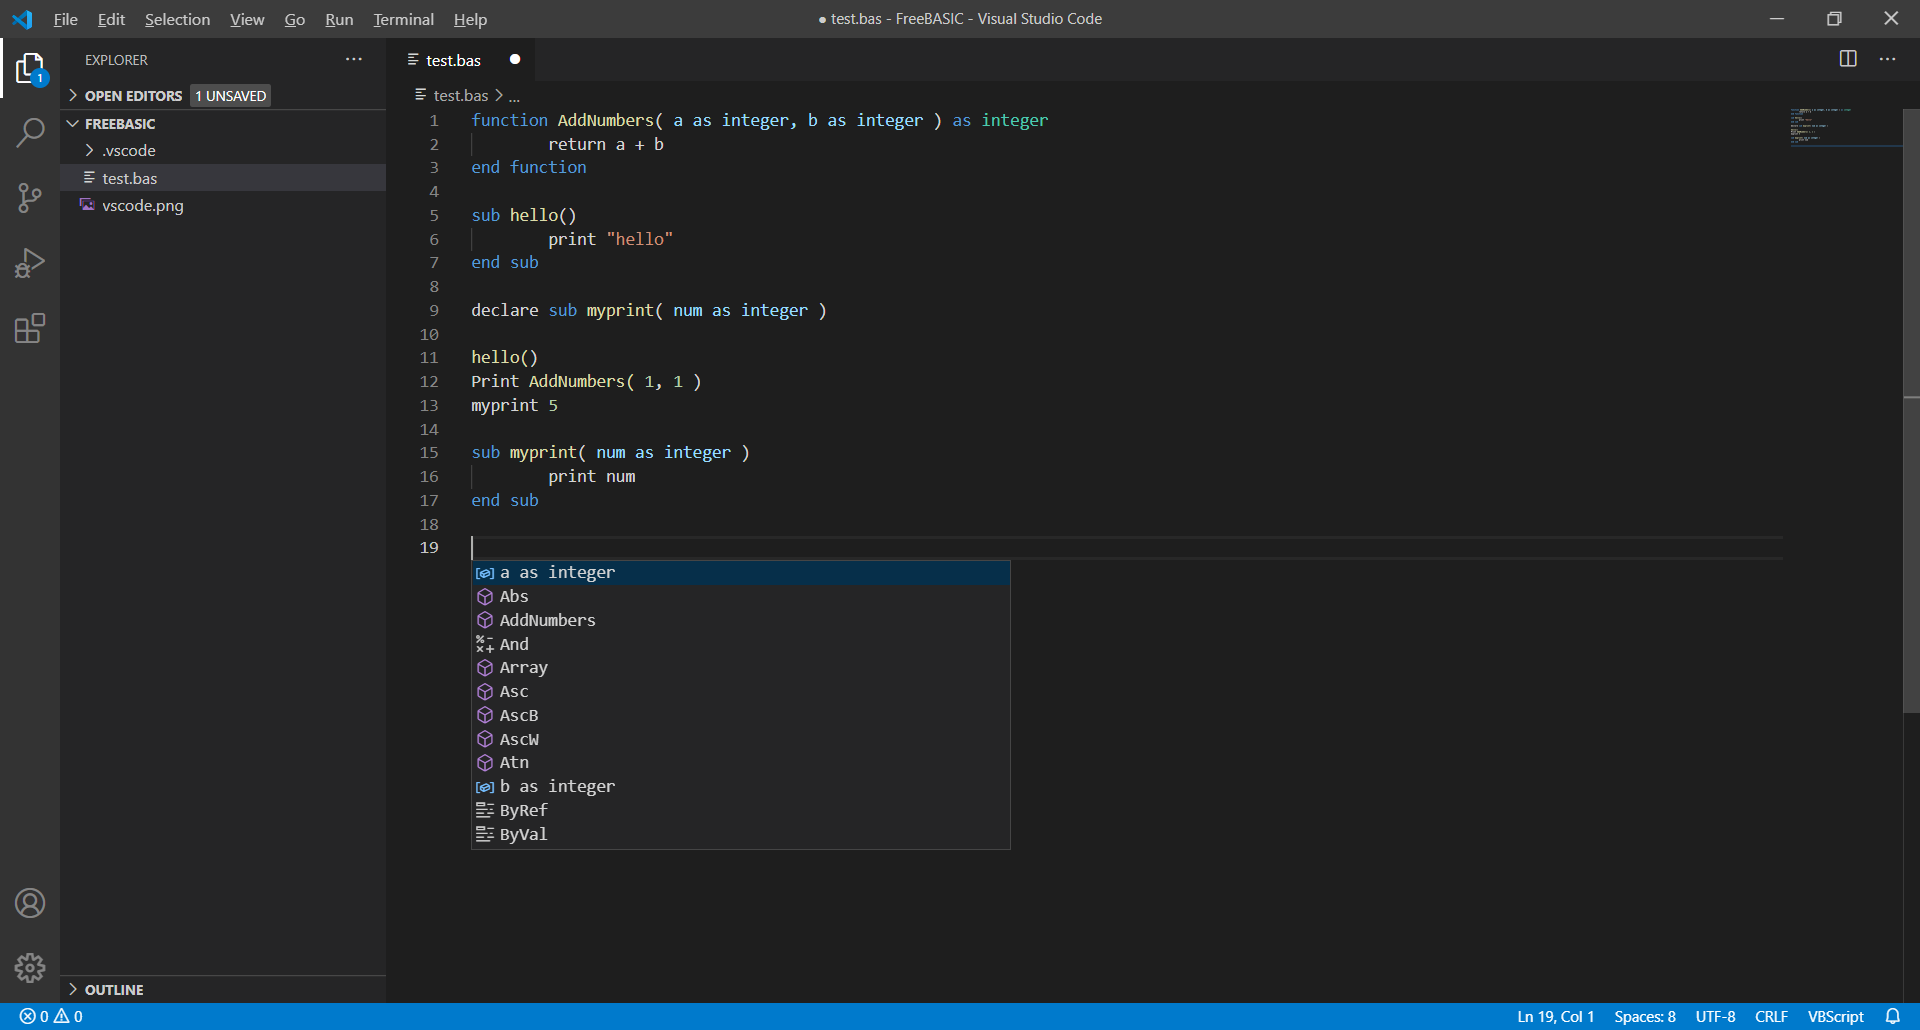 File Edit Selection View Go Run Terminal Help
● test.bas - FreeBASIC - Visual Studio Code
1
EXPLORER
OPEN EDITORS 1 UNSAVED
FREEBASIC
.vscode
test.bas
vscode.png
OUTLINE
test.bas
test.bas > ...
1 function AddNumbers( a as integer, b as integer ) as integer
2 return a + b
3 end function
4
5 sub hello()
6 print "hello"
7 end sub
8
9 declare sub myprint( num as integer )
10
11 hello()
12 Print AddNumbers( 1, 1 )
13 myprint 5
14
15 sub myprint( num as integer )
16 print num
17 end sub
18
19
a as integer
Abs
AddNumbers
And
Array
Asc
AscB
AscW
Atn
b as integer
ByRef
ByVal
0 0
Ln 19, Col 1 Spaces: 8 UTF-8 CRLF VBScript